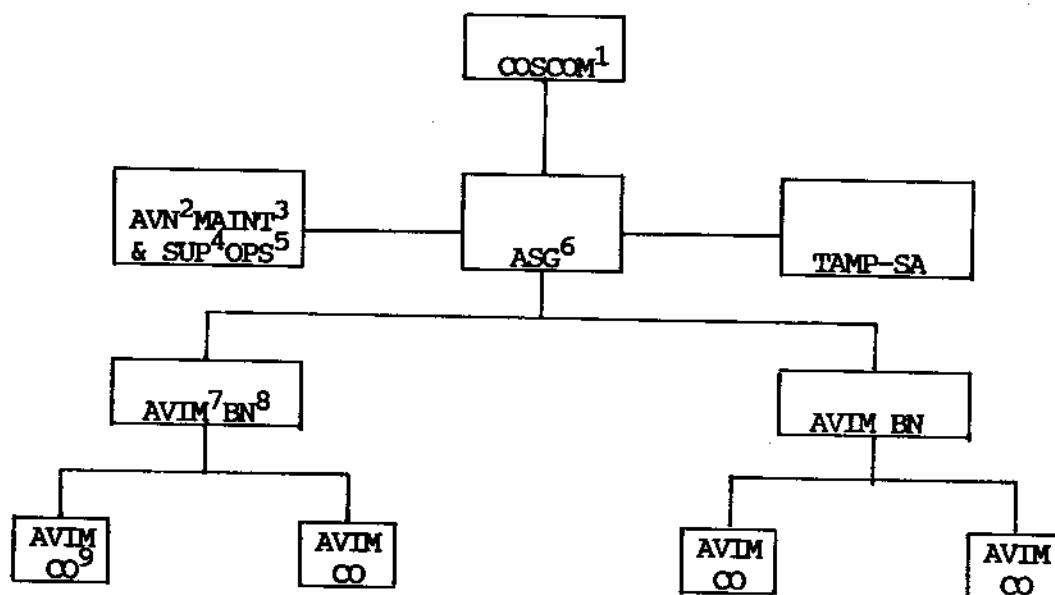 COSCOM¹
AVN²MAINT³
& SUP⁴OPS⁵
ASG⁶
TAMP-SA
AVIM⁷BN⁸
AVIM BN
AVIM
CO⁹
AVIM
CO
AVIM
CO
AVIM
CO